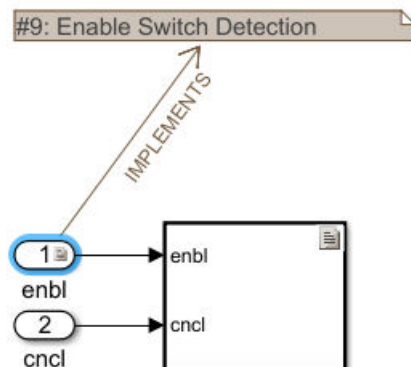 #9: Enable Switch Detection
IMPLEMENTS
1
enbl
enbl
2
cncl
cncl